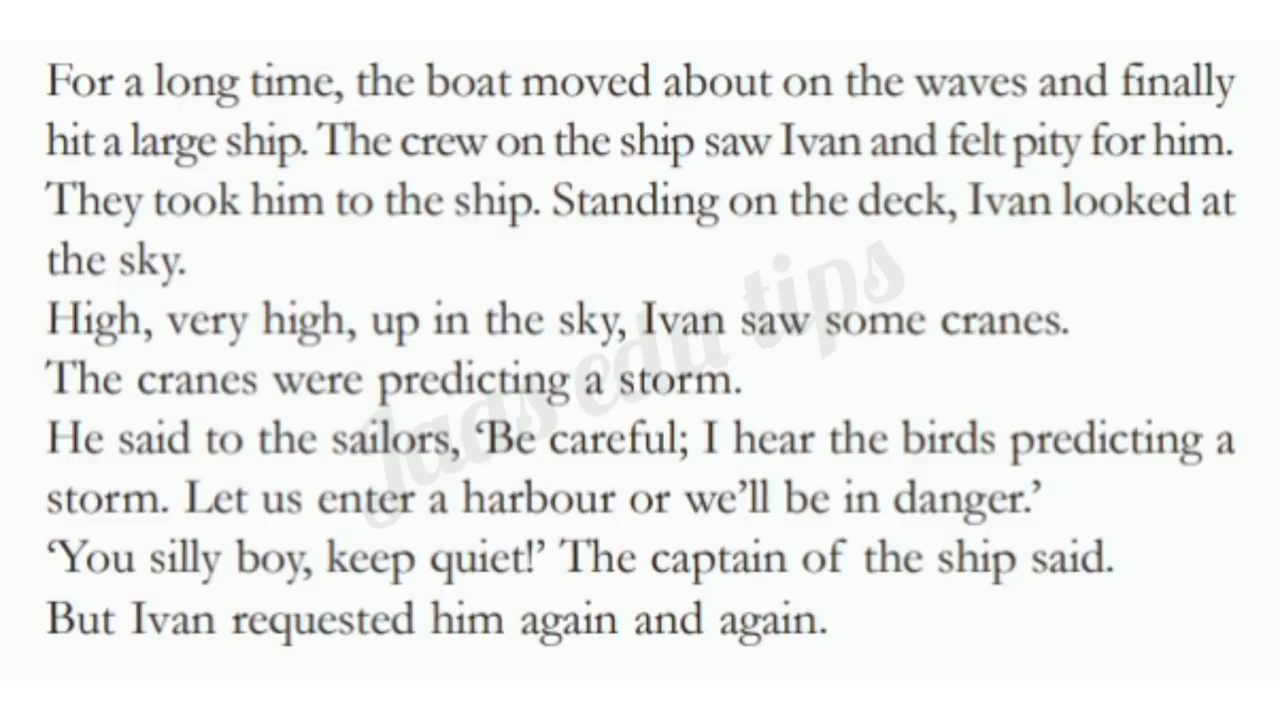 For a long time, the boat moved about on the waves and finally
hit a large ship. The crew on the ship saw Ivan and felt pity for him.
They took him to the ship. Standing on the deck, Ivan looked at
the sky.
High, very high, up in the sky, Ivan saw some cranes.
The cranes were predicting a storm.
He said to the sailors, ‘Be careful; I hear the birds predicting a
storm. Let us enter a harbour or we’ll be in danger.’
‘You silly boy, keep quiet!’ The captain of the ship said.
But Ivan requested him again and again.
Jaas edu tips